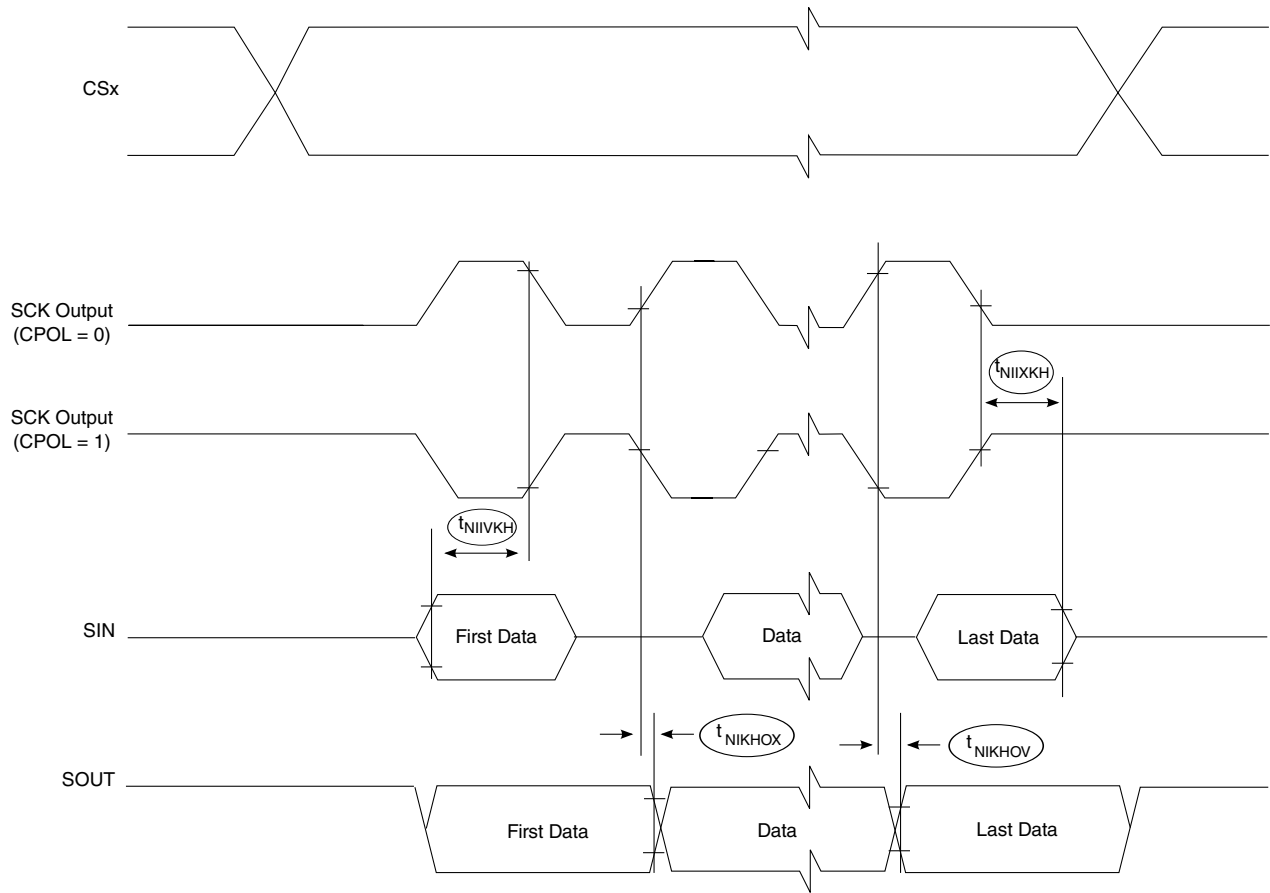 CSx
SCK Output
(CPOL = 0)
tNIIXKH
SCK Output
(CPOL = 1)
tNIIVKH
SIN
First Data
Data
Last Data
tNIKHOX
tNIKHOV
SOUT
First Data
Data
Last Data